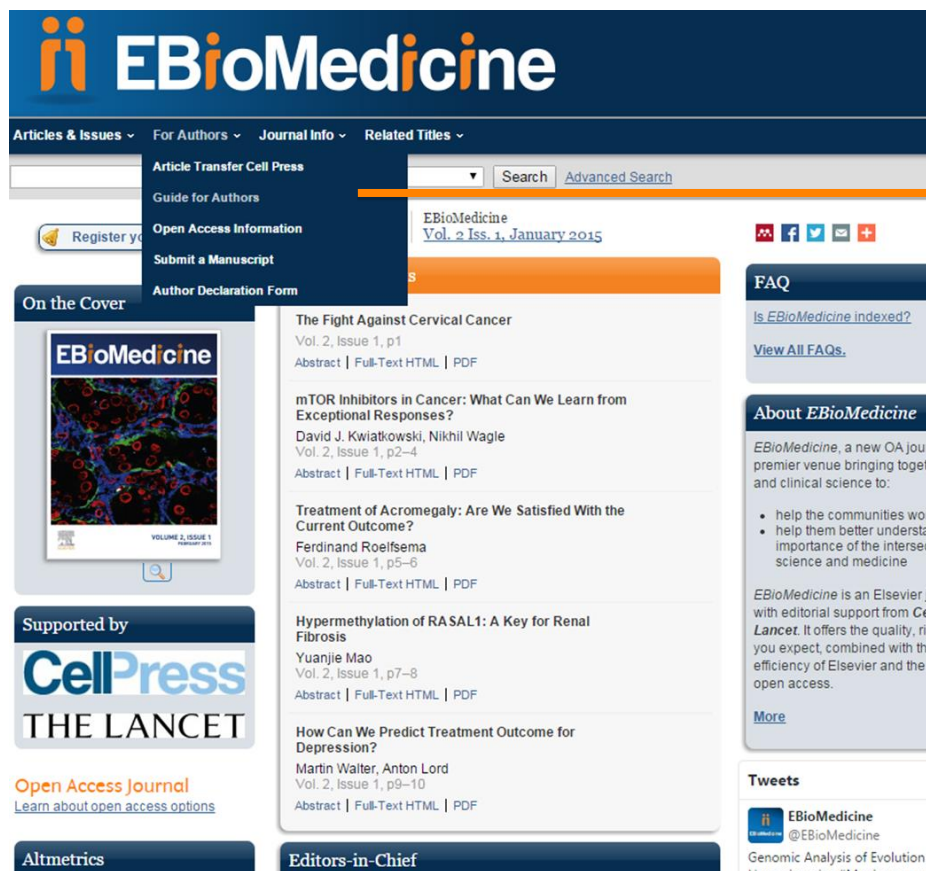 EBioMedicine
Articles & Issues
For Authors
Journal Info
Related Titles
Article Transfer Cell Press
Guide for Authors
Open Access Information
Submit a Manuscript
Author Declaration Form
Search
Advanced Search
Register
EBioMedicine
Vol. 2 Iss. 1, January 2015
On the Cover
EBioMedicine
VOLUME 2, ISSUE 1
FEBRUARY 2015
Supported by
CellPress
THE LANCET
Open Access Journal
Learn about open access options
Altmetrics
The Fight Against Cervical Cancer
Vol. 2, Issue 1, p1
Abstract | Full-Text HTML | PDF
mTOR Inhibitors in Cancer: What Can We Learn from
Exceptional Responses?
David J. Kwiatkowski, Nikhil Wagle
Vol. 2, Issue 1, p2–4
Abstract | Full-Text HTML | PDF
Treatment of Acromegaly: Are We Satisfied With the
Current Outcome?
Ferdinand Roelfsema
Vol. 2, Issue 1, p5–6
Abstract | Full-Text HTML | PDF
Hypermethylation of RASAL1: A Key for Renal
Fibrosis
Yuanjie Mao
Vol. 2, Issue 1, p7–8
Abstract | Full-Text HTML | PDF
How Can We Predict Treatment Outcome for
Depression?
Martin Walter, Anton Lord
Vol. 2, Issue 1, p9–10
Abstract | Full-Text HTML | PDF
Editors-in-Chief
FAQ
Is EBioMedicine indexed?
View All FAQs.
About EBioMedicine
EBioMedicine, a new OA
premier venue bringing
and clinical science to:
help the communities
help them better
importance of the
science and medicine
EBioMedicine is an Elsevier
with editorial support from
Lancet. It offers the quality,
you expect, combined with
efficiency of Elsevier and the
open access.
More
Tweets
EBioMedicine
@EBioMedicine
Genomic Analysis of Evolution